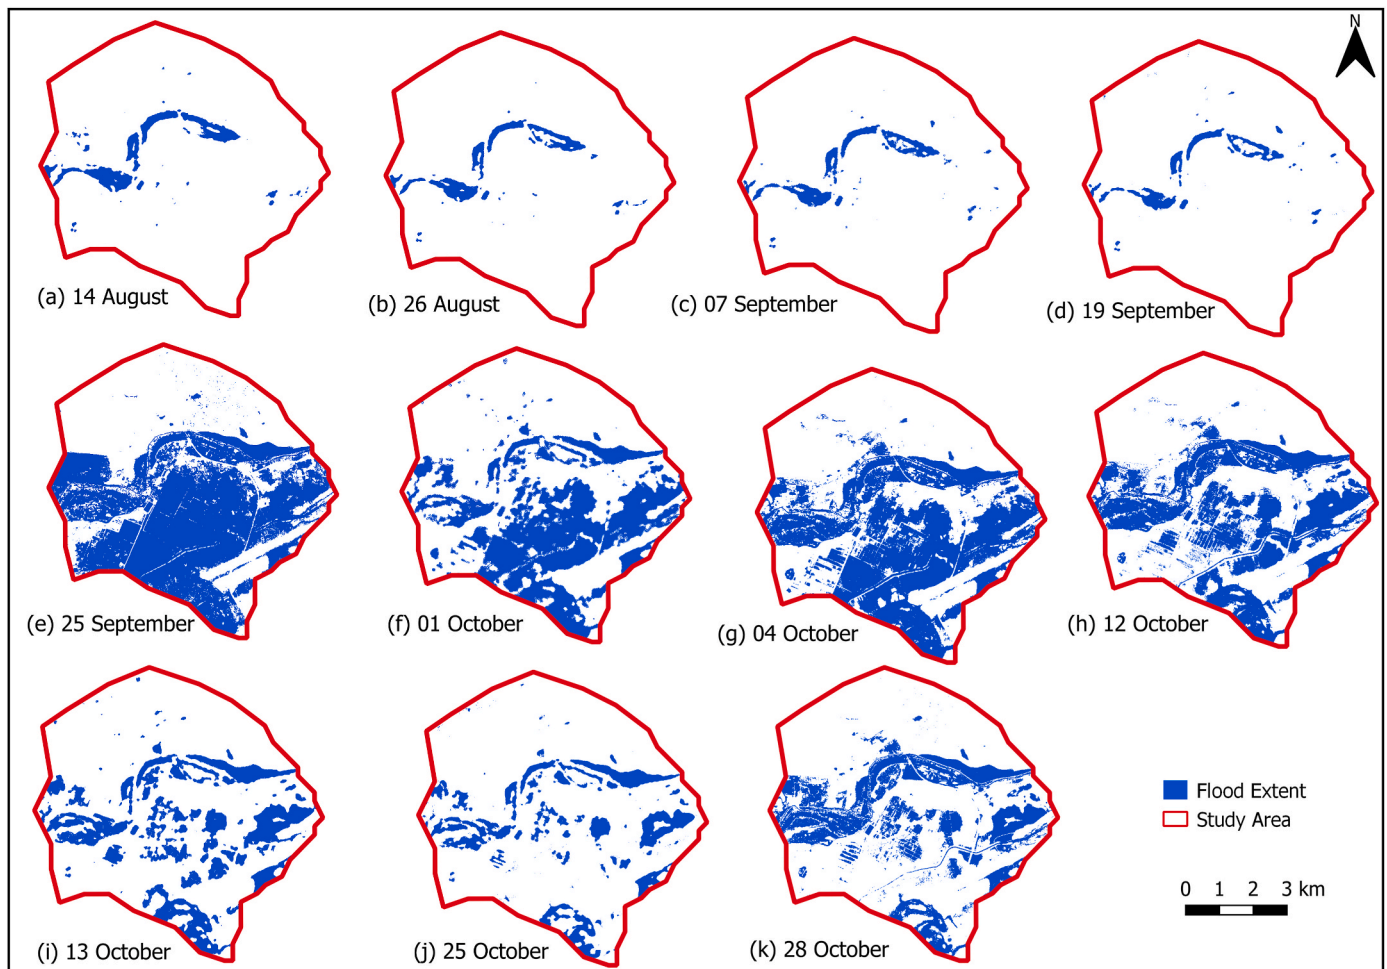 N
(a) 14 August
(b) 26 August
(c) 07 September
(d) 19 September
(e) 25 September
(f) 01 October
(g) 04 October
(h) 12 October
Flood Extent
Study Area
0 1 2 3 km
(i) 13 October
(j) 25 October
(k) 28 October